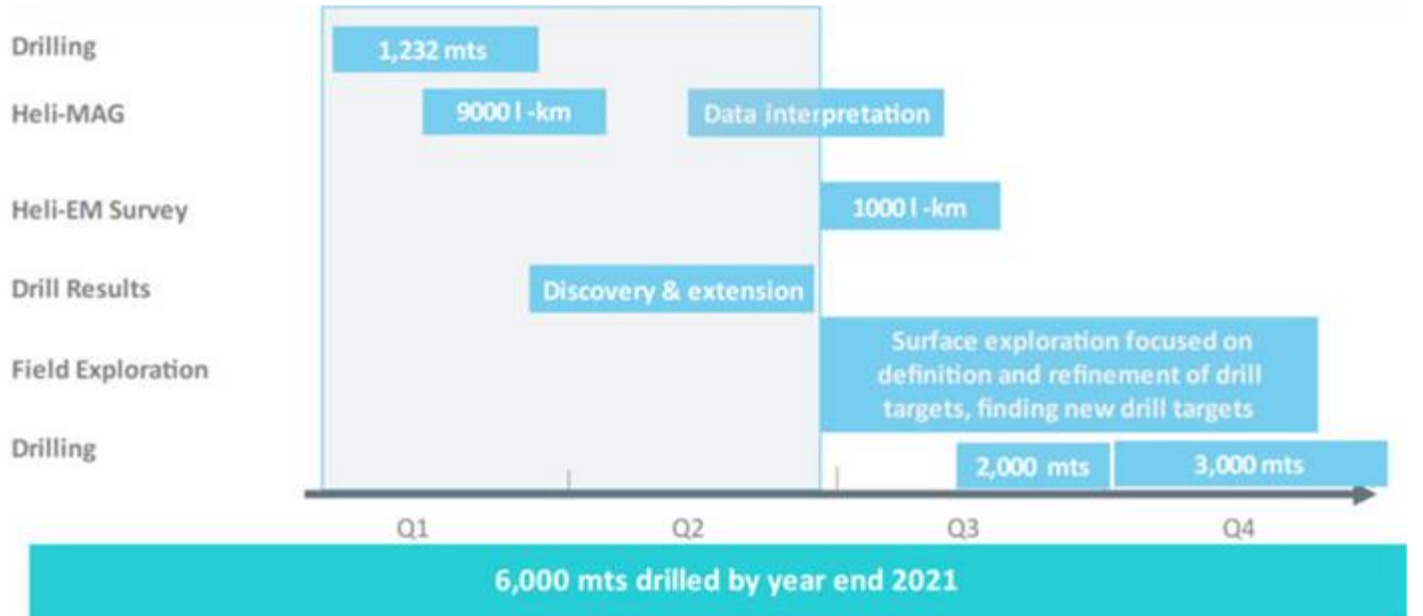 Drilling
1,232 mts
Heli-MAG
9000 l -km
Data interpretation
Heli-EM Survey
1000 l -km
Drill Results
Discovery & extension
Field Exploration
Surface exploration focused on
definition and refinement of drill
targets, finding new drill targets
Drilling
2,000 mts
3,000 mts
Q1
Q2
Q3
Q4
6,000 mts drilled by year end 2021